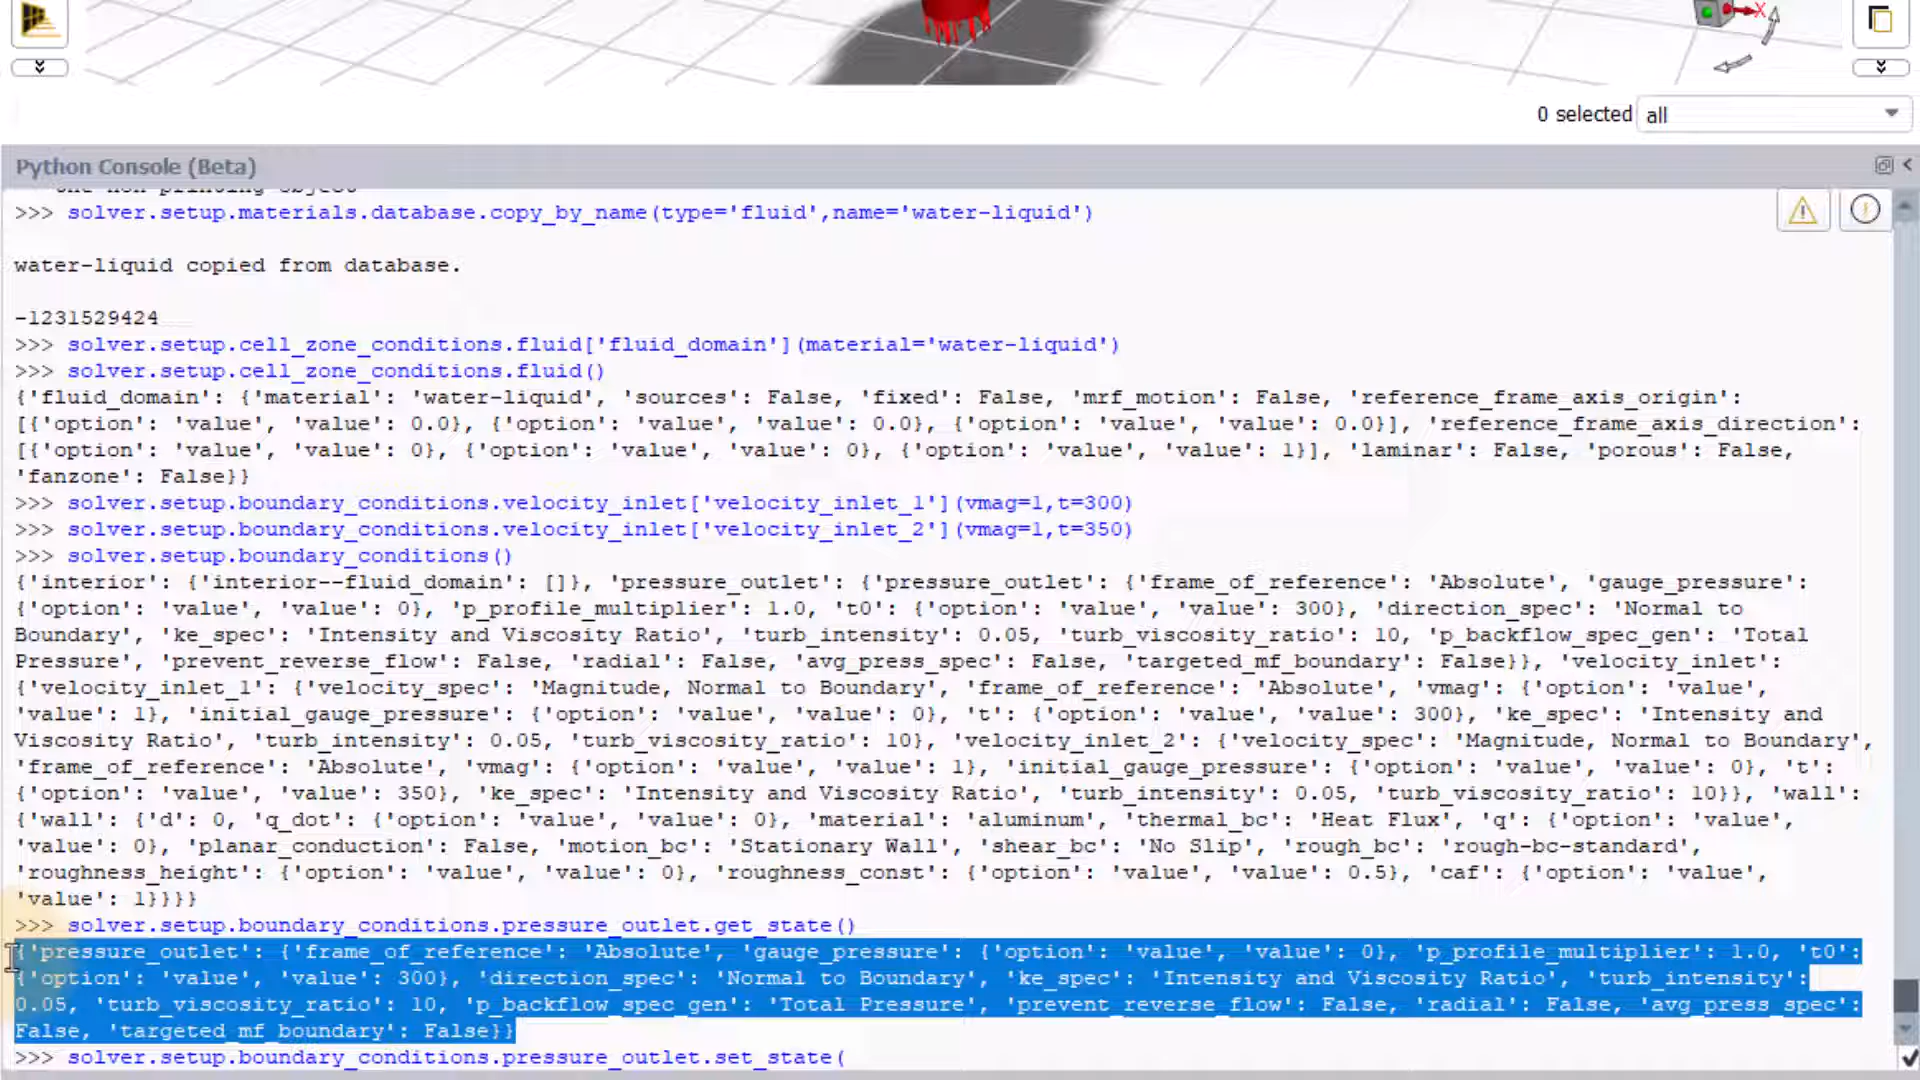 X
0 selected all
Python Console (Beta)
one non-printing object
>>> solver.setup.materials.database.copy_by_name(type='fluid',name='water-liquid')
water-liquid copied from database.
-1231529424
>>> solver.setup.cell_zone_conditions.fluid['fluid_domain'](material='water-liquid')
>>> solver.setup.cell_zone_conditions.fluid()
{'fluid_domain': {'material': 'water-liquid', 'sources': False, 'fixed': False, 'mrf_motion': False, 'reference_frame_axis_origin':
[{'option': 'value', 'value': 0.0}, {'option': 'value', 'value': 0.0}, {'option': 'value', 'value': 0.0}], 'reference_frame_axis_direction':
[{'option': 'value', 'value': 0}, {'option': 'value', 'value': 0}, {'option': 'value', 'value': 1}], 'laminar': False, 'porous': False,
'fanzone': False}}
>>> solver.setup.boundary_conditions.velocity_inlet['velocity_inlet_1'](vmag=1,t=300)
>>> solver.setup.boundary_conditions.velocity_inlet['velocity_inlet_2'](vmag=1,t=350)
>>> solver.setup.boundary_conditions()
{'interior': {'interior--fluid_domain': []}, 'pressure_outlet': {'pressure_outlet': {'frame_of_reference': 'Absolute', 'gauge_pressure':
{'option': 'value', 'value': 0}, 'p_profile_multiplier': 1.0, 't0': {'option': 'value', 'value': 300}, 'direction_spec': 'Normal to
Boundary', 'ke_spec': 'Intensity and Viscosity Ratio', 'turb_intensity': 0.05, 'turb_viscosity_ratio': 10, 'p_backflow_spec_gen': 'Total
Pressure', 'prevent_reverse_flow': False, 'radial': False, 'avg_press_spec': False, 'targeted_mf_boundary': False}}, 'velocity_inlet':
{'velocity_inlet_1': {'velocity_spec': 'Magnitude, Normal to Boundary', 'frame_of_reference': 'Absolute', 'vmag': {'option': 'value',
'value': 1}, 'initial_gauge_pressure': {'option': 'value', 'value': 0}, 't': {'option': 'value', 'value': 300}, 'ke_spec': 'Intensity and
Viscosity Ratio', 'turb_intensity': 0.05, 'turb_viscosity_ratio': 10}, 'velocity_inlet_2': {'velocity_spec': 'Magnitude, Normal to Boundary',
'frame_of_reference': 'Absolute', 'vmag': {'option': 'value', 'value': 1}, 'initial_gauge_pressure': {'option': 'value', 'value': 0}, 't':
{'option': 'value', 'value': 350}, 'ke_spec': 'Intensity and Viscosity Ratio', 'turb_intensity': 0.05, 'turb_viscosity_ratio': 10}}, 'wall':
{'wall': {'d': 0, 'q_dot': {'option': 'value', 'value': 0}, 'material': 'aluminum', 'thermal_bc': 'Heat Flux', 'q': {'option': 'value',
'value': 0}, 'planar_conduction': False, 'motion_bc': 'Stationary Wall', 'shear_bc': 'No Slip', 'rough_bc': 'rough-bc-standard',
'roughness_height': {'option': 'value', 'value': 0}, 'roughness_const': {'option': 'value', 'value': 0.5}, 'caf': {'option': 'value',
'value': 1}}}}
>>> solver.setup.boundary_conditions.pressure_outlet.get_state()
{'pressure_outlet': {'frame_of_reference': 'Absolute', 'gauge_pressure': {'option': 'value', 'value': 0}, 'p_profile_multiplier': 1.0, 't0':
{'option': 'value', 'value': 300}, 'direction_spec': 'Normal to Boundary', 'ke_spec': 'Intensity and Viscosity Ratio', 'turb_intensity':
0.05, 'turb_viscosity_ratio': 10, 'p_backflow_spec_gen': 'Total Pressure', 'prevent_reverse_flow': False, 'radial': False, 'avg_press_spec':
False, 'targeted_mf_boundary': False}}
>>> solver.setup.boundary_conditions.pressure_outlet.set_state(